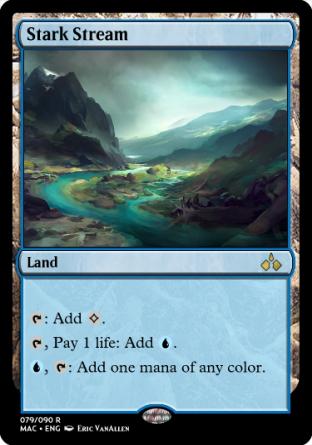 Stark Stream
Land
: Add .
, Pay 1 life: Add .
, : Add one mana of any color.
079/090 R
MAC • ENG Eric VanAllen